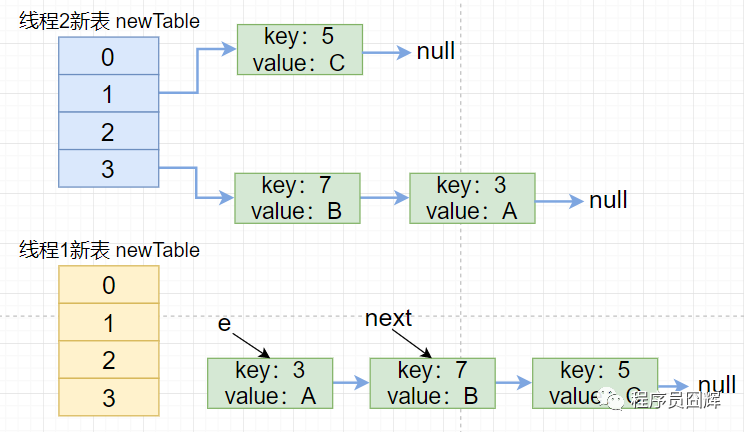 线程2新表 newTable
0
1
2
3
key：5
value：C
null
key：7
value：B
key：3
value：A
null
线程1新表 newTable
0
1
2
3
e
next
key：3
value：A
key：7
value：B
key：5
value：C
null
程序员囧辉